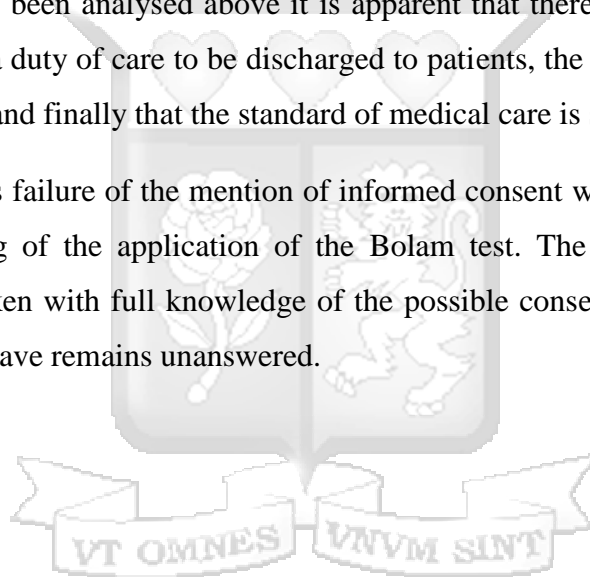 been analysed above it is apparent that there
a duty of care to be discharged to patients, the
and finally that the standard of medical care is
s failure of the mention of informed consent w
g of the application of the Bolam test. The
ken with full knowledge of the possible conse
ave remains unanswered.
VT OMNES VNVM SINT